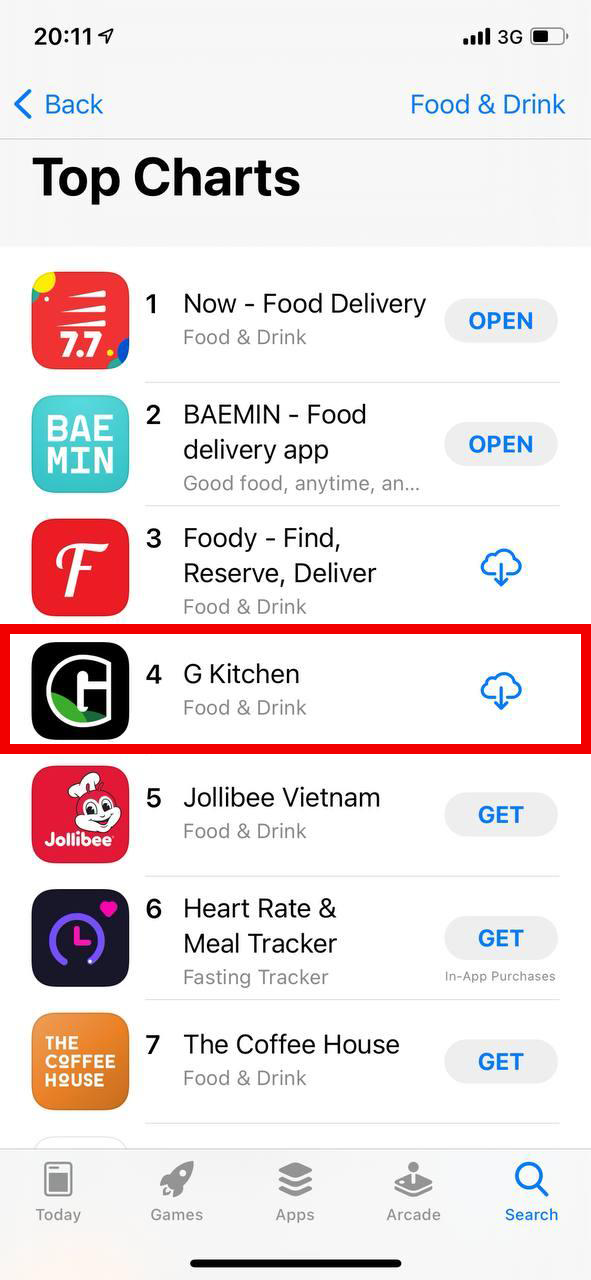 20:11 3G
Back Food & Drink
Top Charts
7.7
1 Now - Food Delivery
Food & Drink
OPEN
BAE
MIN
2 BAEMIN - Food
delivery app
Good food, anytime, an...
OPEN
F
3 Foody - Find,
Reserve, Deliver
Food & Drink
G
4 G Kitchen
Food & Drink
Jollibee
5 Jollibee Vietnam
Food & Drink
GET
6 Heart Rate &
Meal Tracker
Fasting Tracker
GET
In-App Purchases
THE
COFFEE
HOUSE
7 The Coffee House
Food & Drink
GET
Today Games Apps Arcade Search